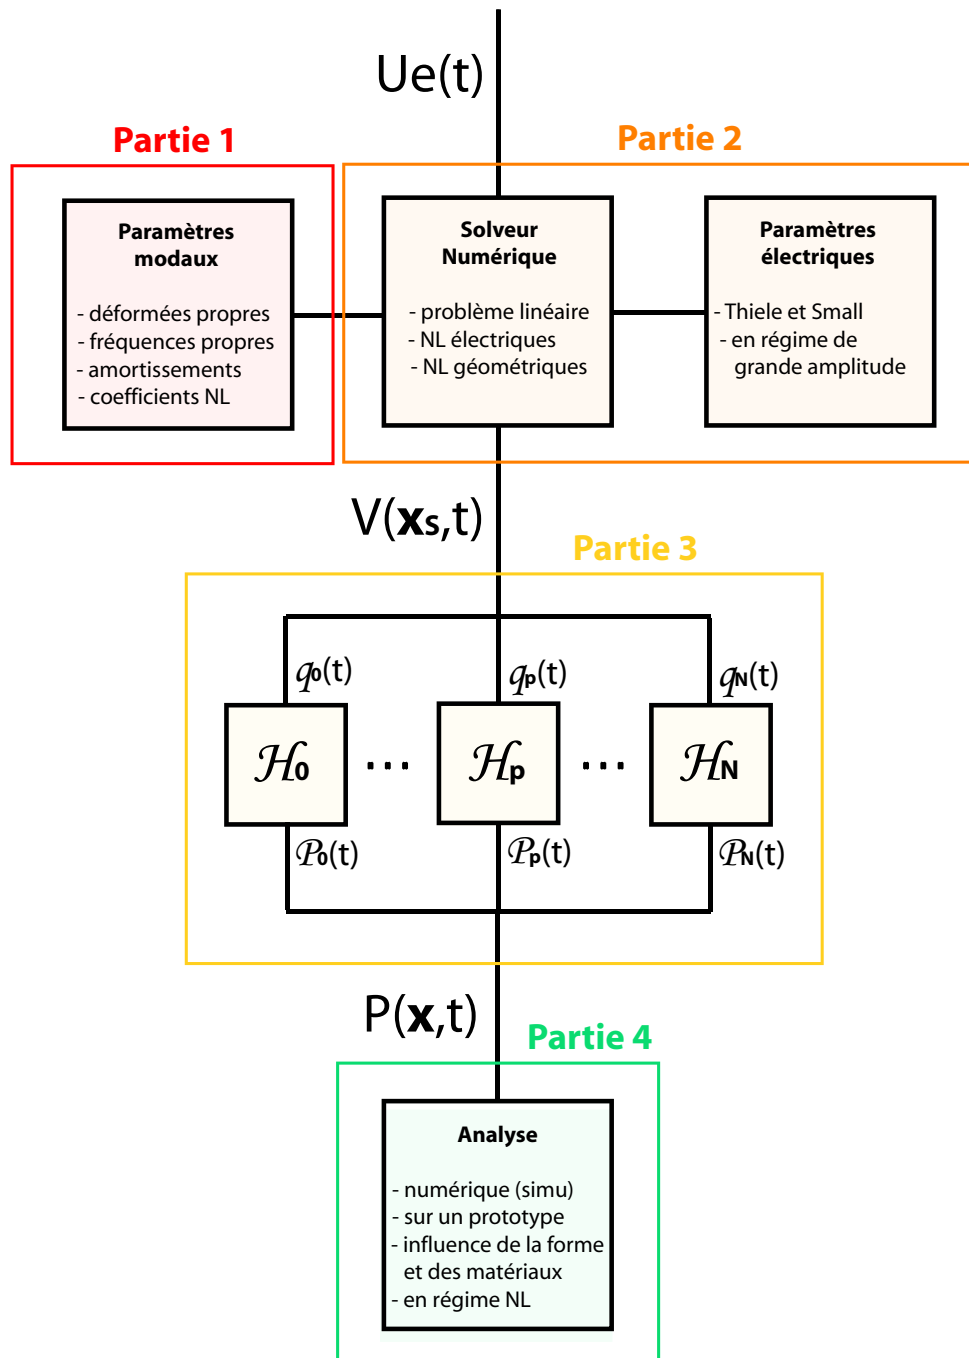 Ue(t)
Partie 1
Partie 2
Paramètres
modaux
- déformées propres
- fréquences propres
- amortissements
- coefficients NL
Solveur
Numérique
- problème linéaire
- NL électriques
- NL géométriques
Paramètres
électriques
- Thiele et Small
- en régime de
grande amplitude
V(xs,t)
Partie 3
q0(t)
qp(t)
qN(t)
H0
...
Hp
...
HN
P0(t)
Pp(t)
PN(t)
P(x,t)
Partie 4
Analyse
- numérique (simu)
- sur un prototype
- influence de la forme
et des matériaux
- en régime NL